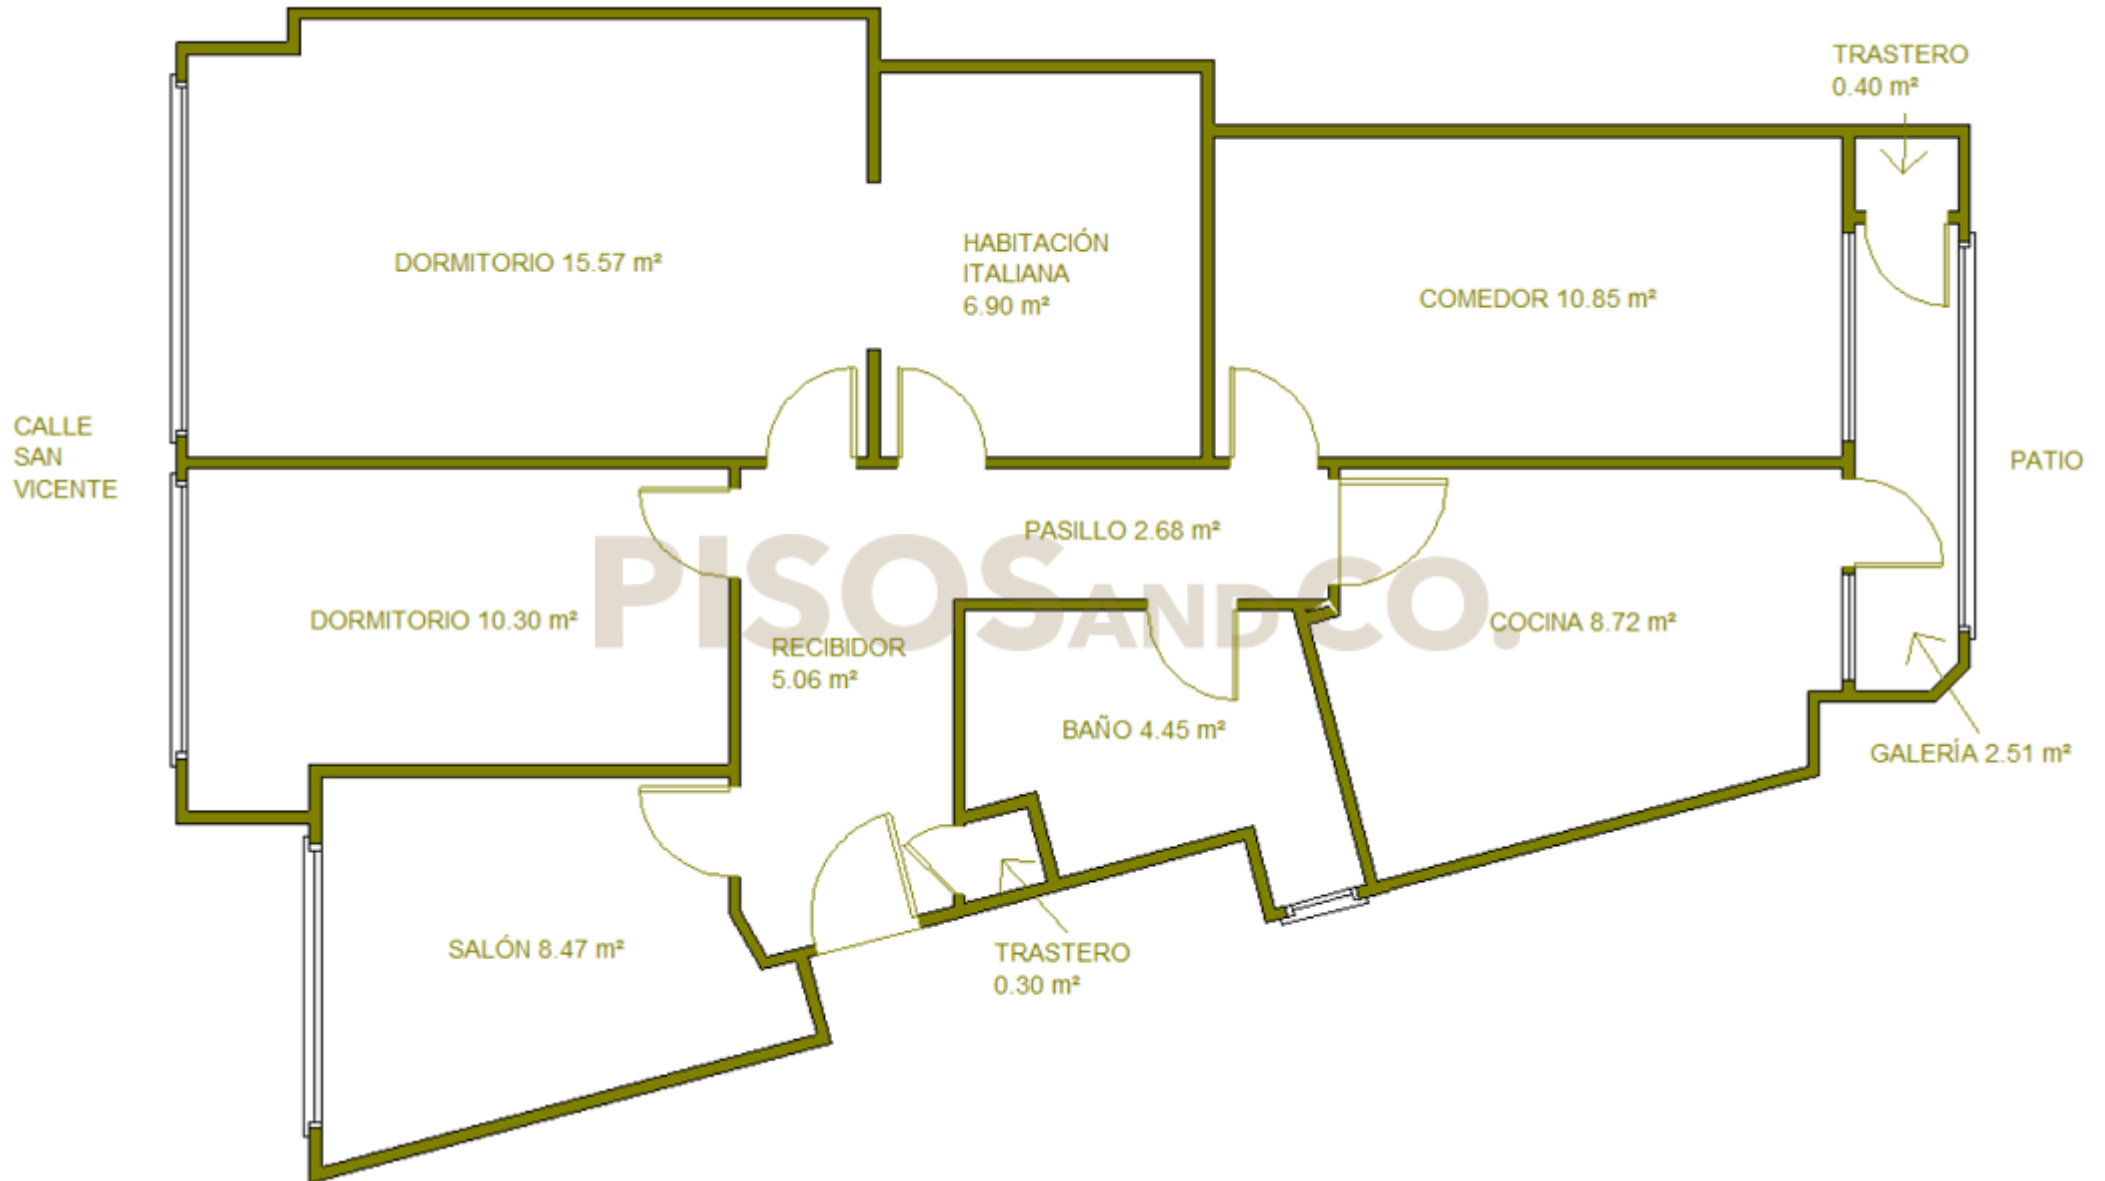 TRASTERO
0.40 m²
DORMITORIO 15.57 m²
HABITACIÓN
ITALIANA
6.90 m²
COMEDOR 10.85 m²
CALLE
SAN
VICENTE
PATIO
PASILLO 2.68 m²
PISOS AND CO.
DORMITORIO 10.30 m²
COCINA 8.72 m²
RECIBIDOR
5.06 m²
BAÑO 4.45 m²
GALERÍA 2.51 m²
SALÓN 8.47 m²
TRASTERO
0.30 m²